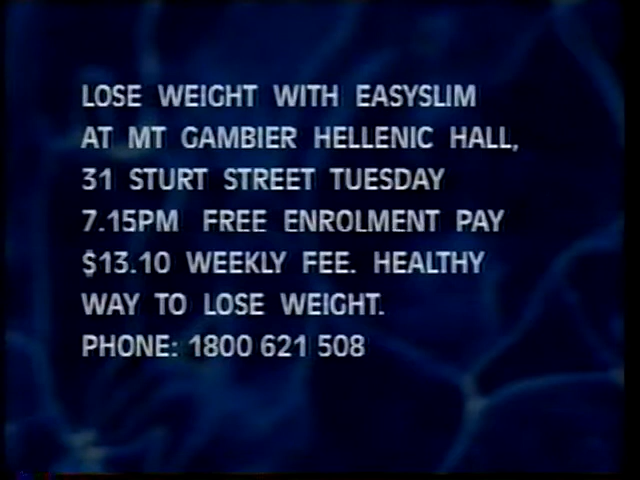 LOSE WEIGHT WITH EASYSLIM
AT MT GAMBIER HELLENIC HALL,
31 STURT STREET TUESDAY
7.15PM FREE ENROLMENT PAY
$13.10 WEEKLY FEE. HEALTHY
WAY TO LOSE WEIGHT.
PHONE: 1800 621 508